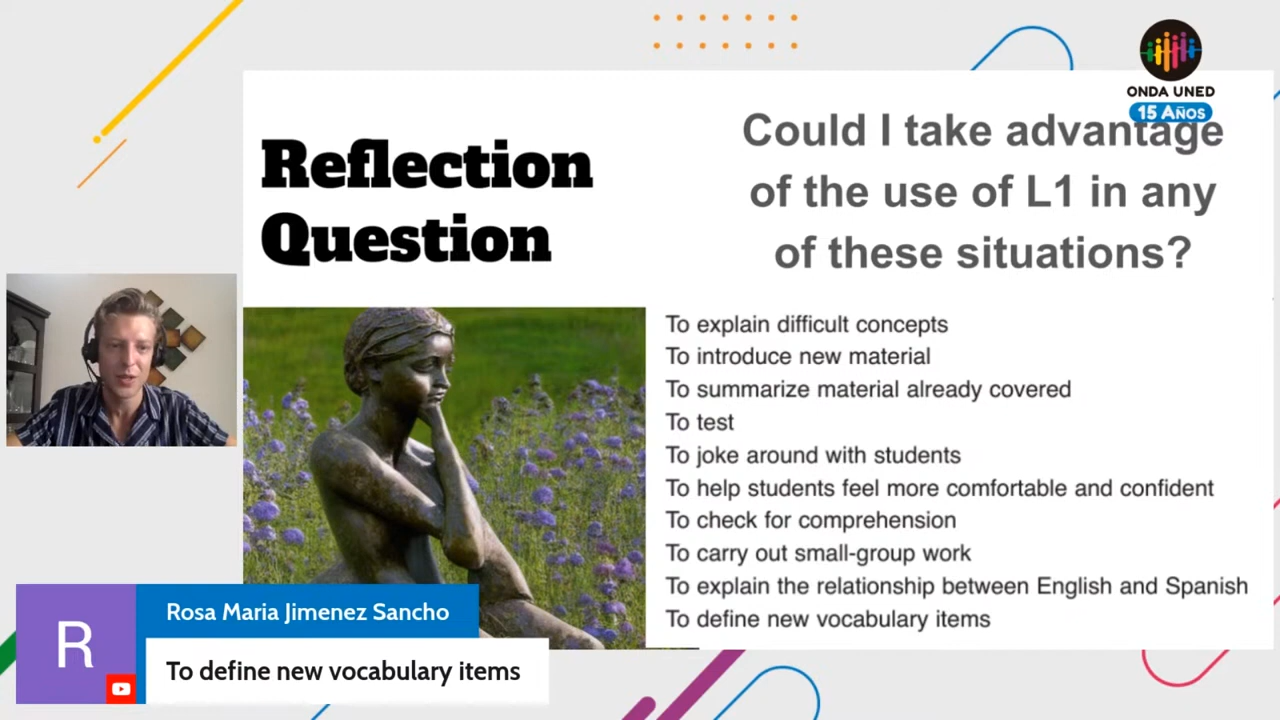 ONDA UNED
15 AÑOS
Reflection
Question
Could I take advantage
of the use of L1 in any
of these situations?
To explain difficult concepts
To introduce new material
To summarize material already covered
To test
To joke around with students
To help students feel more comfortable and confident
To check for comprehension
To carry out small-group work
To explain the relationship between English and Spanish
To define new vocabulary items
R
Rosa Maria Jimenez Sancho
To define new vocabulary items